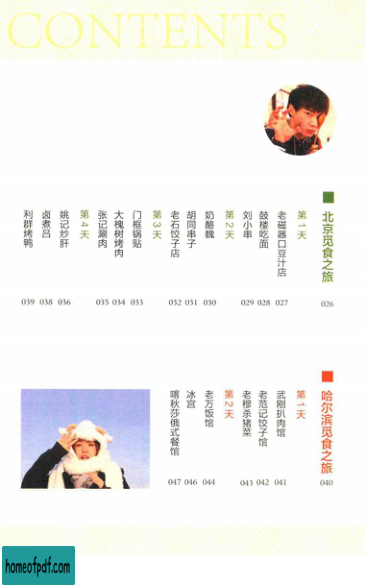 CONTENTS
北京觅食之旅
026
第1天
老磁器口豆汁店
027
鼓楼吃面
028
刘小串
029
第2天
奶酪魏
030
胡同串子
031
老石饺子店
032
第3天
门框锅贴
033
大槐树烤肉
034
张记涮肉
035
第4天
姚记炒肝
036
卤煮吕
038
利群烤鸭
039
哈尔滨觅食之旅
040
第1天
武刚扒肉馆
041
老范记饺子馆
042
老穆杀猪菜
043
第2天
老万饭馆
044
冰宫
046
喀秋莎俄式餐馆
047
homeofpdf.com